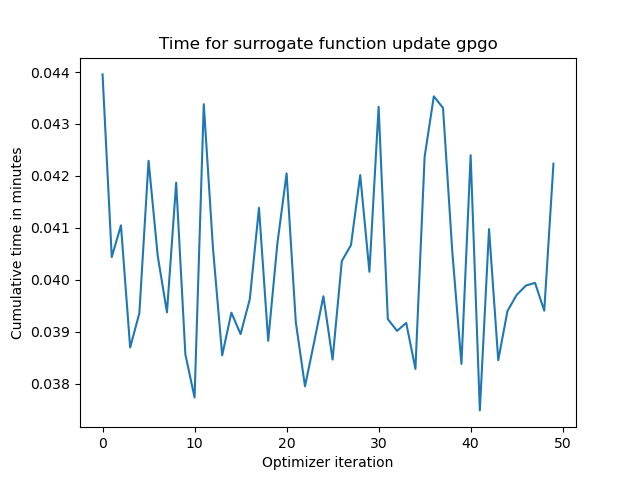 Time for surrogate function update gpgo
0.044
0.043
0.042
0.041
0.040
0.039
0.038
Cumulative time in minutes
0 10 20 30 40 50
Optimizer iteration